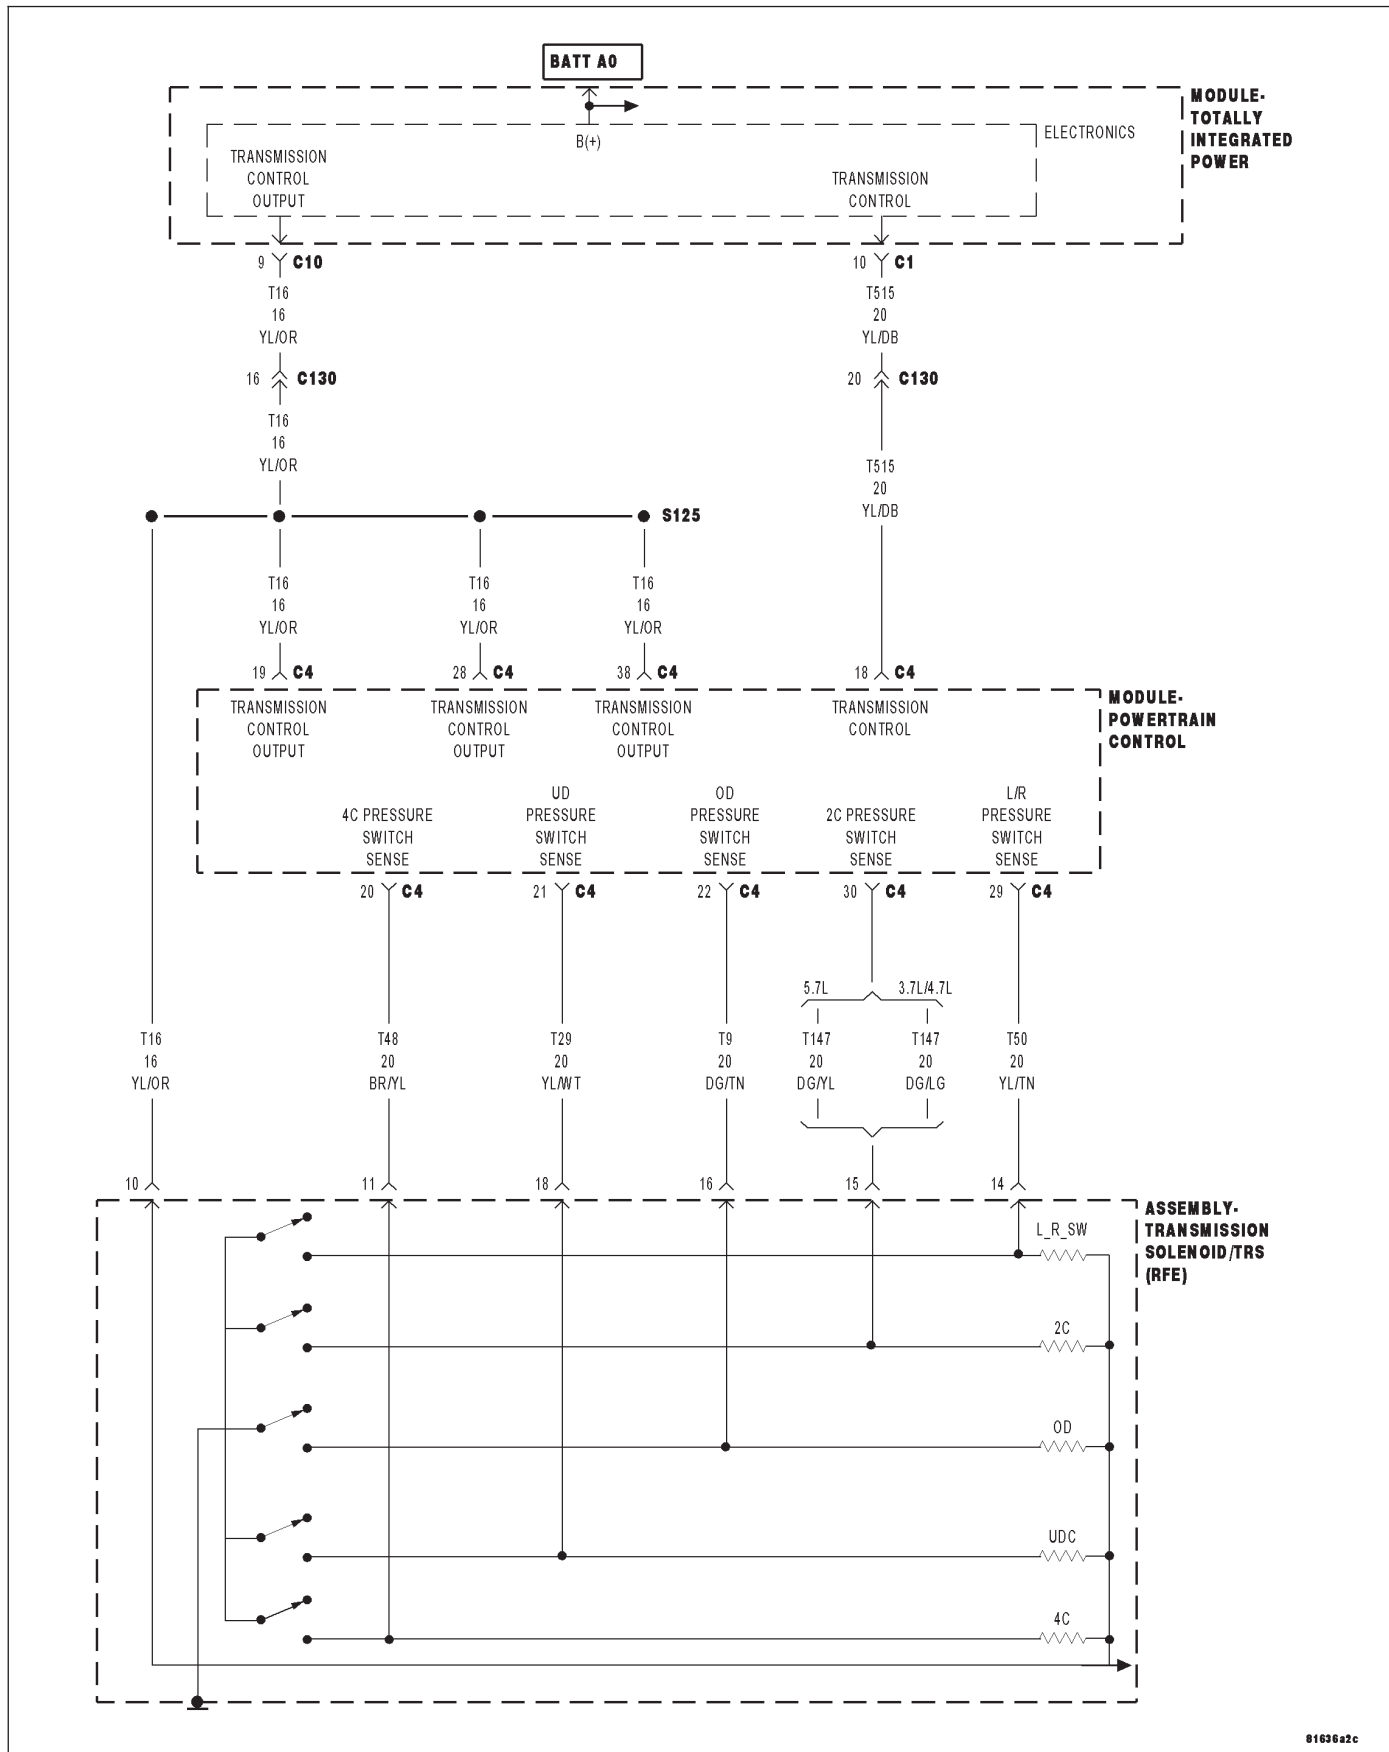 BATT A0
MODULE-
TOTALLY
INTEGRATED
POWER
ELECTRONICS
B(+)
TRANSMISSION
CONTROL
OUTPUT
TRANSMISSION
CONTROL
9 C10
10 C1
T16
16
YL/OR
T515
20
YL/DB
16 C130
20 C130
T16
16
YL/OR
T515
20
YL/DB
S125
T16
16
YL/OR
T16
16
YL/OR
T16
16
YL/OR
19 C4
28 C4
38 C4
18 C4
MODULE-
POWERTRAIN
CONTROL
TRANSMISSION
CONTROL
OUTPUT
TRANSMISSION
CONTROL
OUTPUT
TRANSMISSION
CONTROL
OUTPUT
TRANSMISSION
CONTROL
4C PRESSURE
SWITCH
SENSE
UD
PRESSURE
SWITCH
SENSE
OD
PRESSURE
SWITCH
SENSE
2C PRESSURE
SWITCH
SENSE
L/R
PRESSURE
SWITCH
SENSE
20 C4
21 C4
22 C4
30 C4
29 C4
5.7L
3.7L/4.7L
T16
16
YL/OR
T48
20
BR/YL
T29
20
YL/WT
T9
20
DG/TN
T147
20
DG/YL
T147
20
DG/LG
T50
20
YL/TN
10
11
18
16
15
14
ASSEMBLY-
TRANSMISSION
SOLENOID/TRS
(RFE)
L_R_SW
2C
OD
UDC
4C
81636a2c